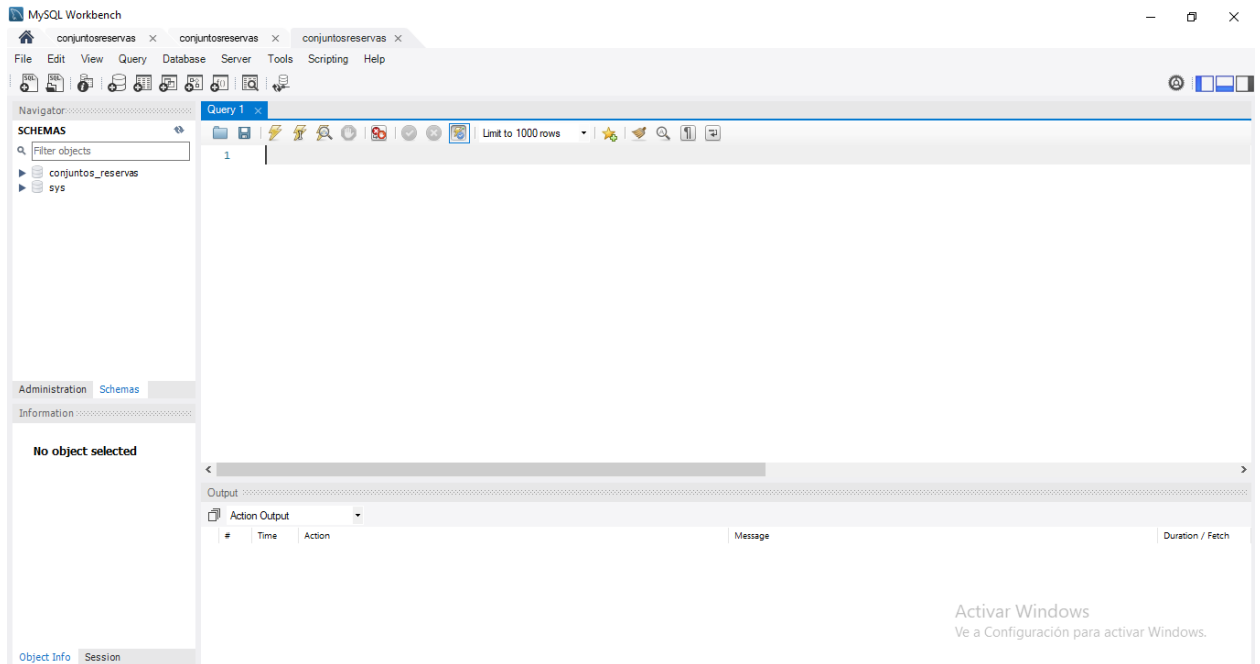 MySQL Workbench
conjuntosreservas
conjuntosreservas
conjuntosreservas
File Edit View Query Database Server Tools Scripting Help
Navigator
Query 1
SCHEMAS
Filter objects
Limit to 1000 rows
1
conjuntos_reservas
sys
Administration Schemas
Information
No object selected
Output
Action Output
# Time Action Message Duration / Fetch
Activar Windows
Ve a Configuración para activar Windows.
Object Info Session